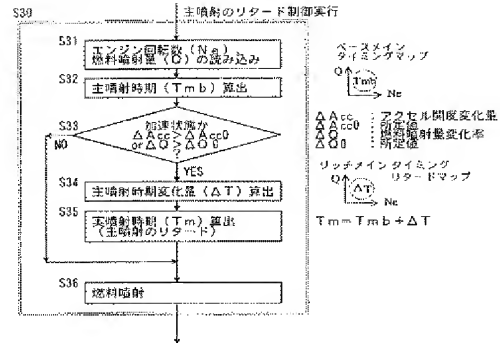 S30
主噴射のリタード制御実行
S31
エンジン回転数(Ne)
燃料噴射量(Q)の読み込み
S32
主噴射時期(Tmb)算出
S33
加速状態か
ΔAcc>ΔAcc0
orΔQ>ΔQ0
?
NO
YES
S34
主噴射時期変化量(ΔT)算出
S35
実噴射時期(Tm)算出
(主噴射のリタード)
S36
燃料噴射
ベースメイン
タイミングマップ
Q
Tmb
Ne
ΔAcc:アクセル開度変化量
ΔAcc0:所定値
ΔQ:燃料噴射量変化率
ΔQ0:所定値
リッチメインタイミング
リタードマップ
Q
ΔT
Ne
Tm=Tmb+ΔT